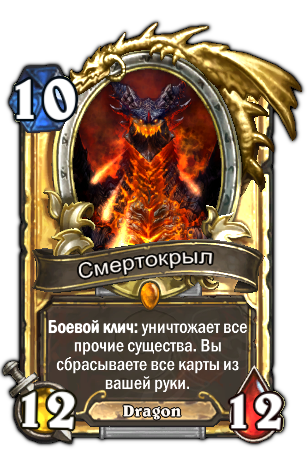 10
Смертокрыл
Боевой клич: уничтожает все
прочие существа. Вы
сбрасываете все карты из
вашей руки.
12
Dragon
12